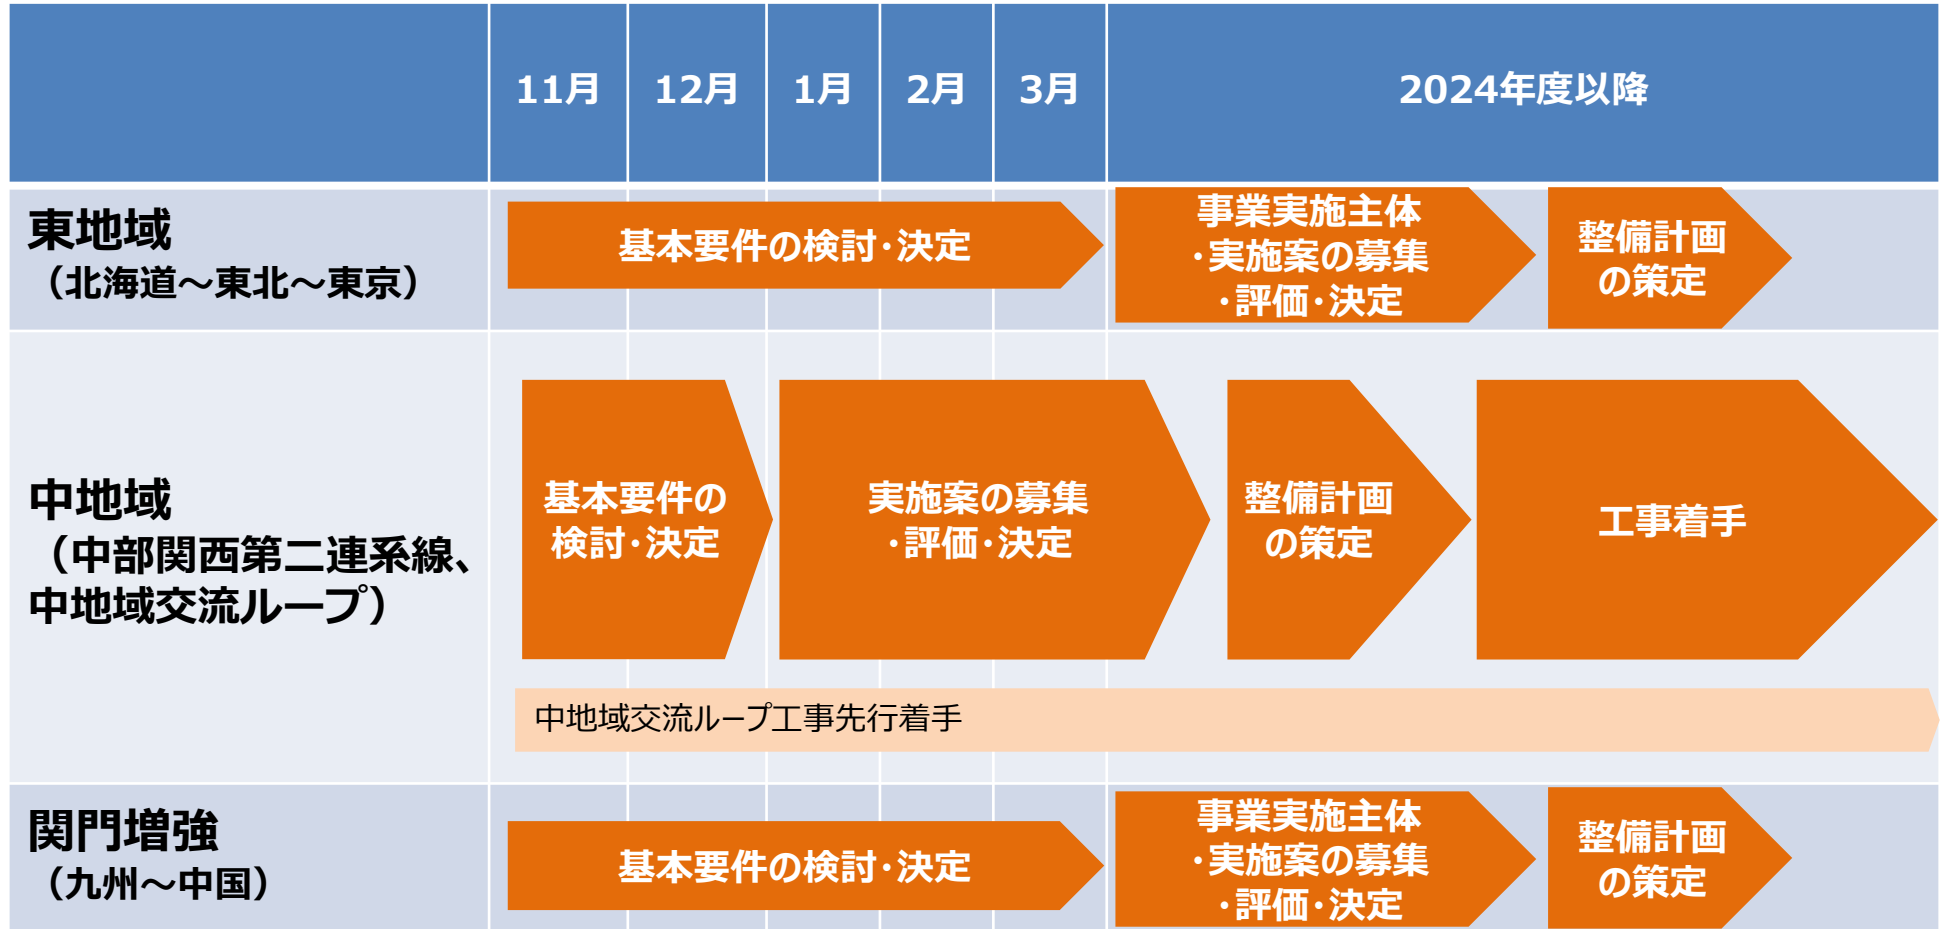 11月
12月
1月
2月
3月
2024年度以降
東地域
（北海道～東北～東京）
基本要件の検討･決定
事業実施主体
･実施案の募集
･評価･決定
整備計画
の策定
中地域
（中部関西第二連系線、
中地域交流ループ）
基本要件の
検討･決定
実施案の募集
･評価･決定
整備計画
の策定
工事着手
中地域交流ループ工事先行着手
関門増強
（九州～中国）
基本要件の検討･決定
事業実施主体
･実施案の募集
･評価･決定
整備計画
の策定